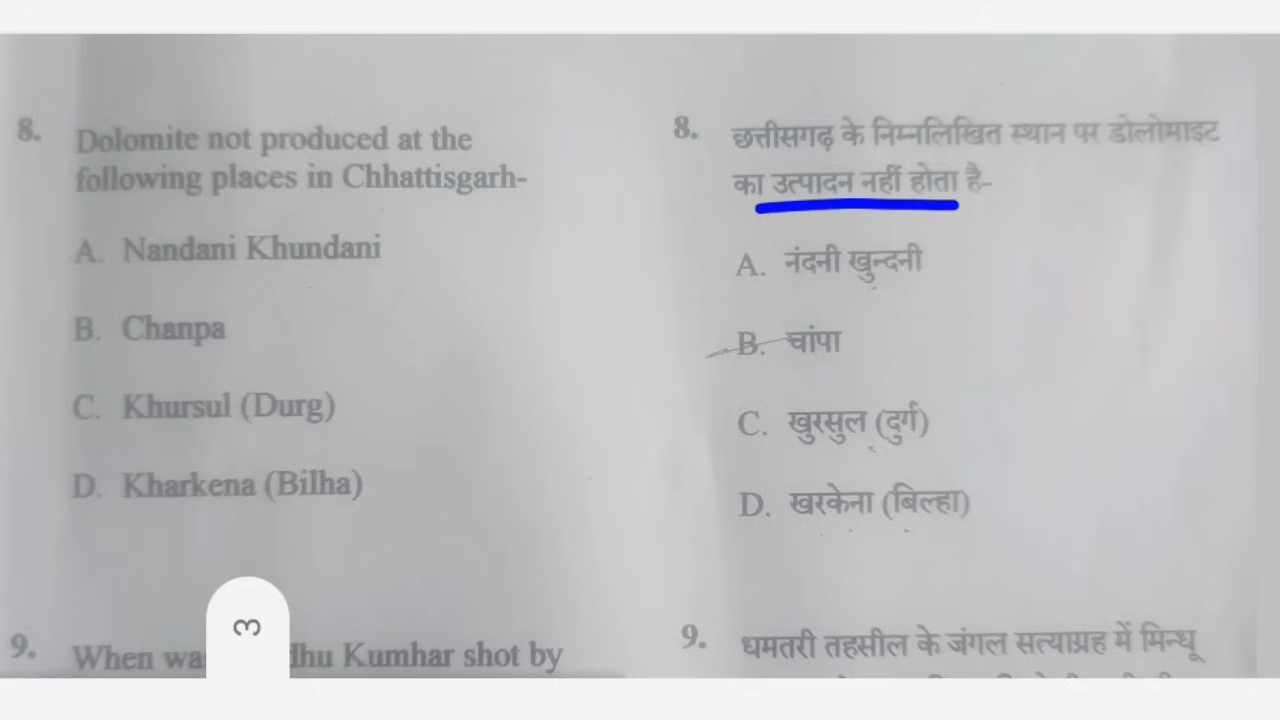 8. Dolomite not produced at the
following places in Chhattisgarh-
A. Nandani Khundani
B. Chanpa
C. Khursul (Durg)
D. Kharkena (Bilha)
9. When
dhu Kumhar shot by
3
8. छत्तीसगढ़ के निम्नलिखित स्थान पर डोलोमाइट
का उत्पादन नहीं होता है-
A. नंदनी खुन्दनी
B. चांपा
C. खुरसुल (दुर्ग)
D. खरकेना (बिल्हा)
9. धमतरी तहसील के जंगल सत्याग्रह में मिन्धू